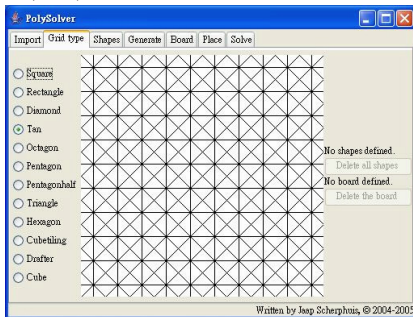 PolySolver
Import Grid type Shapes Generate Board Place Solve
Square
Rectangle
Diamond
Tan
Octagon
Pentagon
Pentagonhalf
Triangle
Hexagon
Cubetiling
Drafter
Cube
No shapes defined.
Delete all shapes
No board defined.
Delete the board
Written by Jaap Scherphuis, © 2004-2005